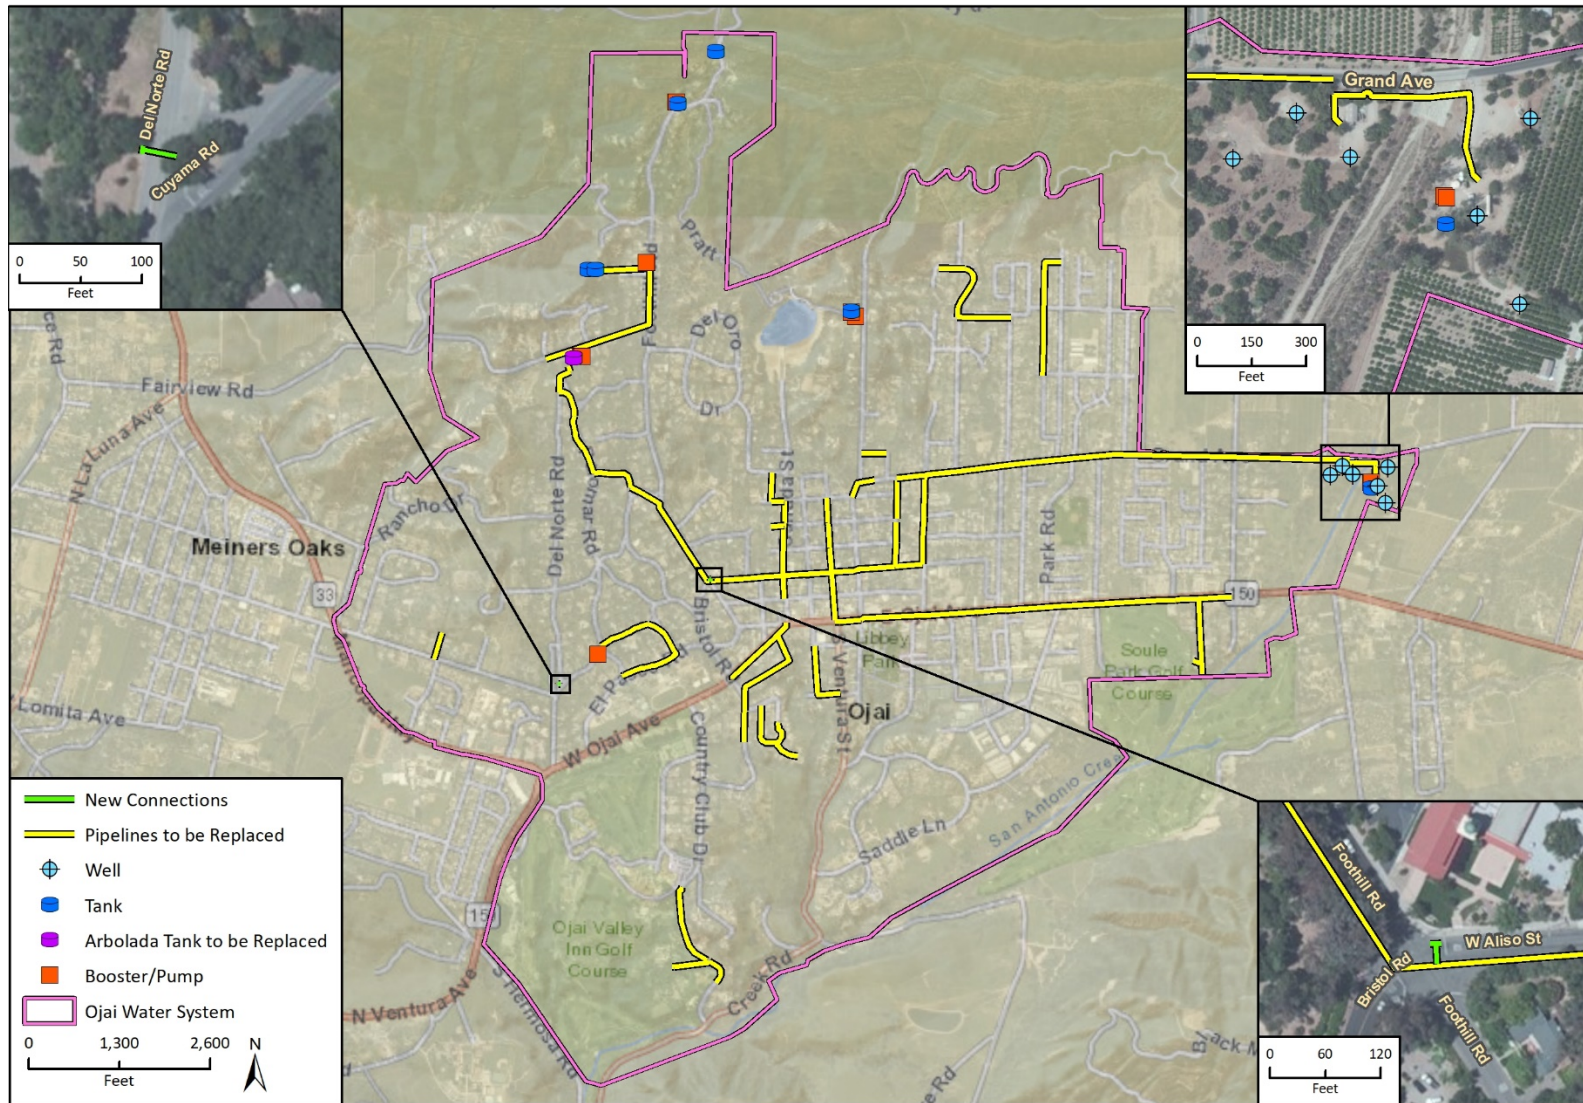 Del Norte Rd
Cuyama Rd
0 50 100
Feet
Grand Ave
0 150 300
Feet
Pratt
Del Oro
Dr
Fairview Rd
N La Luna Ave
Rancho Dr
Del Norte Rd
Park Rd
Meiners Oaks
33
150
Bristol Rd
Libbey
Park
Soule
Park Golf
Course
Lomita Ave
W Ojai Ave
Country Club Dr
Ventura St
Ojai
San Antonio Creek
Saddle Ln
Ojai Valley
Inn Golf
Course
Creek Rd
N Ventura Ave
S Hermosa Rd
New Connections
Pipelines to be Replaced
Well
Tank
Arbolada Tank to be Replaced
Booster/Pump
Ojai Water System
0 1,300 2,600
Feet
N
Foothill Rd
W Aliso St
Bristol Rd
Foothill Rd
0 60 120
Feet